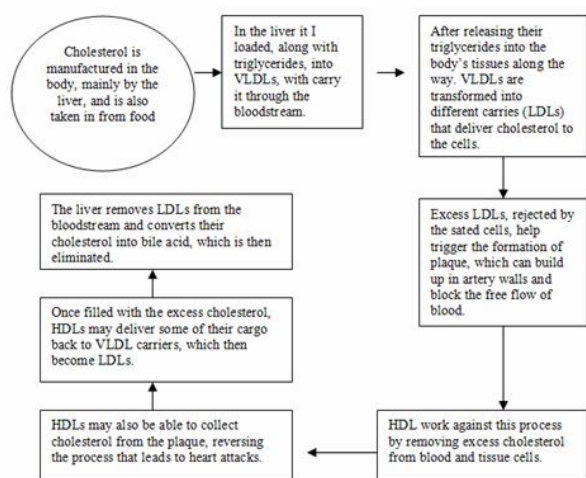 Cholesterol is
manufactured in the
body, mainly by the
liver, and is also
taken in from food
In the liver it I
loaded, along with
triglycerides, into
VLDLs, with carry
it through the
bloodstream.
After releasing their
triglycerides into the
body's tissues along the
way. VLDLs are
transformed into
different carries (LDLs)
that deliver cholesterol to
the cells.
Excess LDLs, rejected by
the sated cells, help
trigger the formation of
plaque, which can build
up in artery walls and
block the free flow of
blood.
HDL work against this process
by removing excess cholesterol
from blood and tissue cells.
HDLs may also be able to collect
cholesterol from the plaque, reversing
the process that leads to heart attacks.
Once filled with the excess cholesterol,
HDLs may deliver some of their cargo
back to VLDL carriers, which then
become LDLs.
The liver removes LDLs from the
bloodstream and converts their
cholesterol into bile acid, which is then
eliminated.